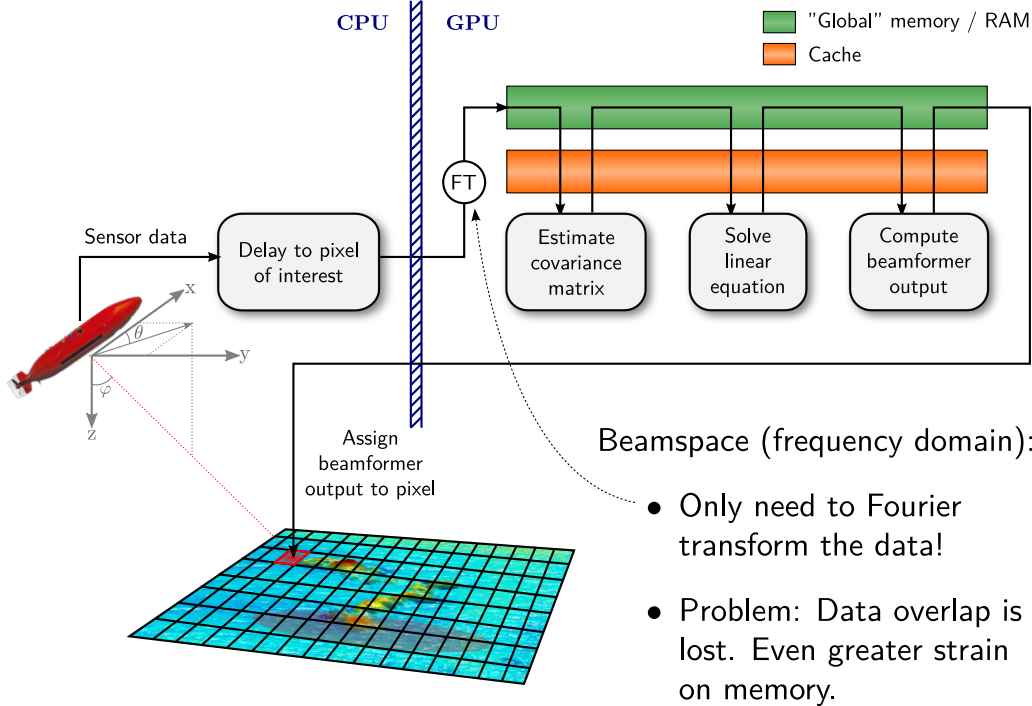 CPU
GPU
"Global" memory / RAM
Cache
FT
Sensor data
Delay to pixel
of interest
Estimate
covariance
matrix
Solve
linear
equation
Compute
beamformer
output
x
θ
y
φ
z
Assign
beamformer
output to pixel
Beamspace (frequency domain):
• Only need to Fourier
transform the data!
• Problem: Data overlap is
lost. Even greater strain
on memory.